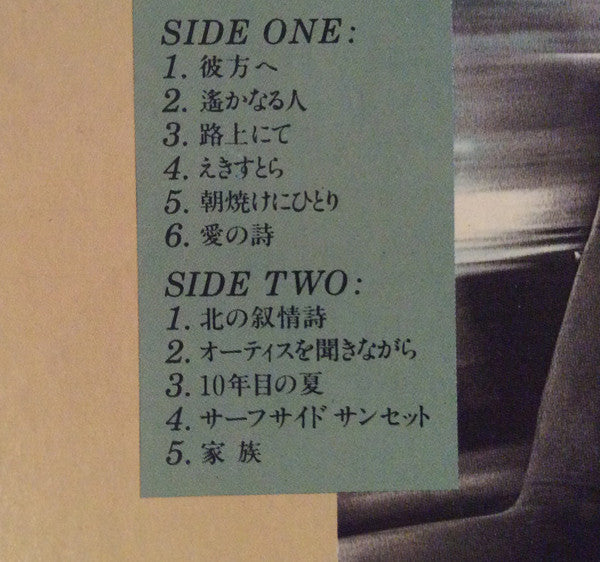 SIDE ONE:
1. 彼方へ
2. 遙かなる人
3. 路上にて
4. えきすとら
5. 朝焼けにひとり
6. 愛の詩
SIDE TWO:
1. 北の叙情詩
2. オーティスを聞きながら
3. 10年目の夏
4. サーフサイド サンセット
5. 家 族